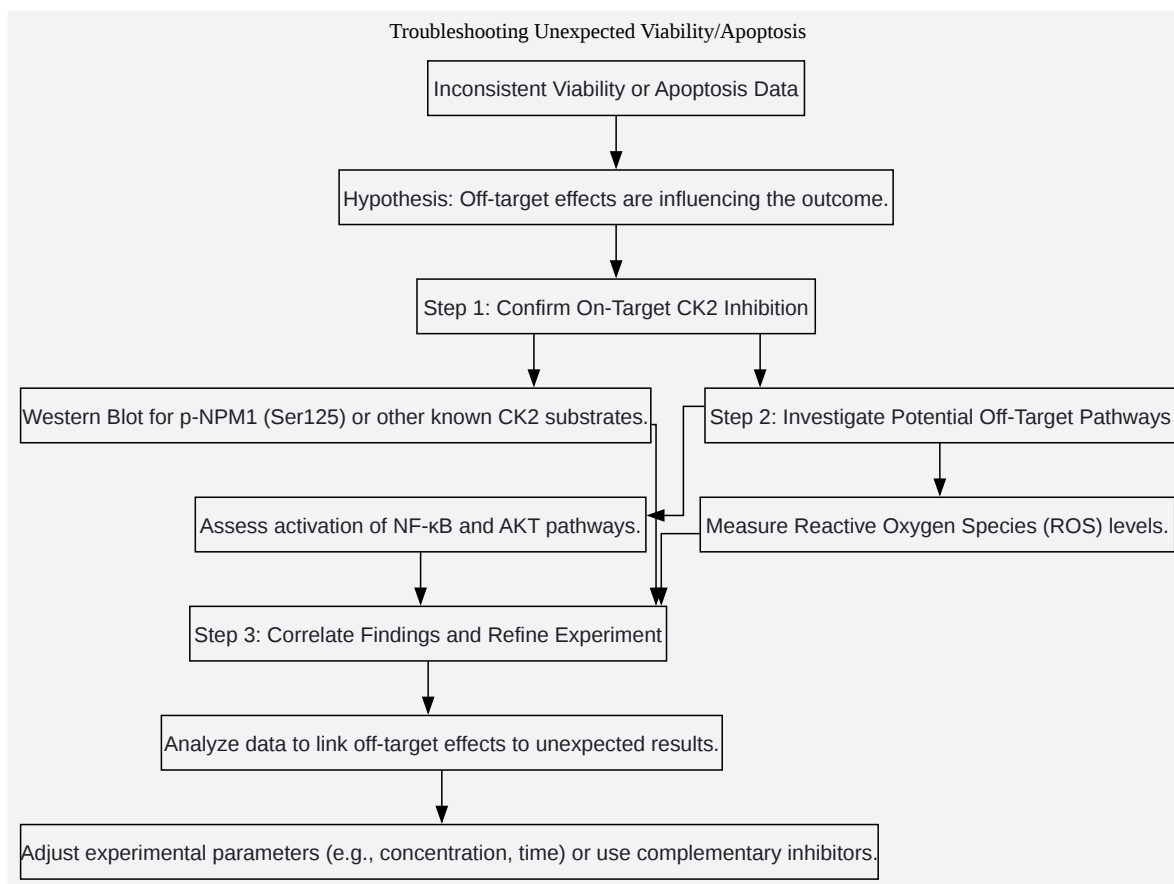 Troubleshooting Unexpected Viability/Apoptosis
Inconsistent Viability or Apoptosis Data
Hypothesis: Off-target effects are influencing the outcome.
Step 1: Confirm On-Target CK2 Inhibition
Western Blot for p-NPM1 (Ser125) or other known CK2 substrates.
Step 2: Investigate Potential Off-Target Pathways
Assess activation of NF-κB and AKT pathways.
Measure Reactive Oxygen Species (ROS) levels.
Step 3: Correlate Findings and Refine Experiment
Analyze data to link off-target effects to unexpected results.
Adjust experimental parameters (e.g., concentration, time) or use complementary inhibitors.